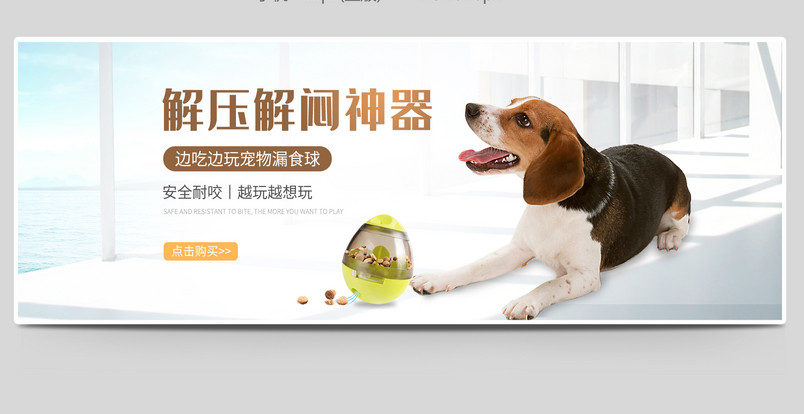 解压解闷神器
边吃边玩宠物漏食球
安全耐咬丨越玩越想玩
SAFE AND RESISTANT TO BITE, THE MORE YOU WANT TO PLAY
点击购买>>